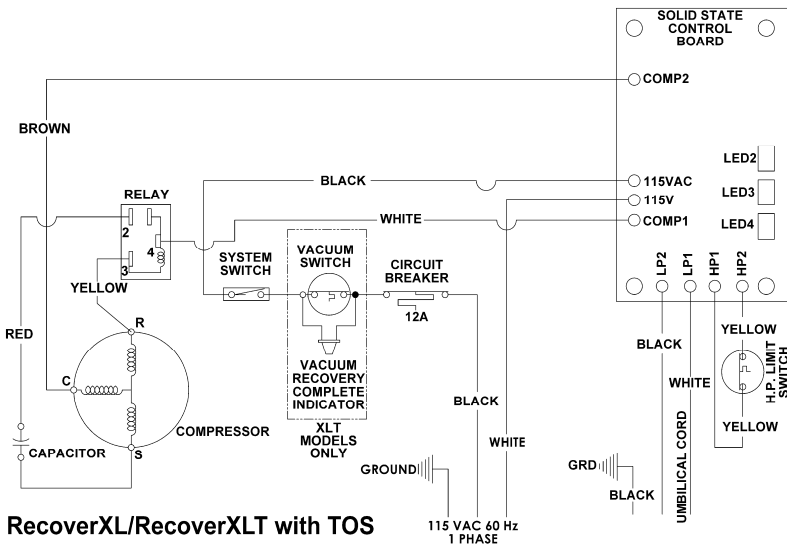 SOLID STATE
CONTROL
BOARD
COMP2
BROWN
LED2
BLACK
115VAC
RELAY
115V
LED3
WHITE
COMP1
LED4
2
4
3
SYSTEM
SWITCH
VACUUM
SWITCH
CIRCUIT
BREAKER
LP2
LP1
HP1
HP2
YELLOW
12A
RED
R
YELLOW
BLACK
H.P. LIMIT
SWITCH
VACUUM
RECOVERY
COMPLETE
INDICATOR
C
WHITE
BLACK
YELLOW
COMPRESSOR
XLT
MODELS
ONLY
WHITE
S
CAPACITOR
GROUND
GRD
BLACK
UMBILICAL CORD
RecoverXL/RecoverXLT with TOS
115 VAC 60 Hz
1 PHASE